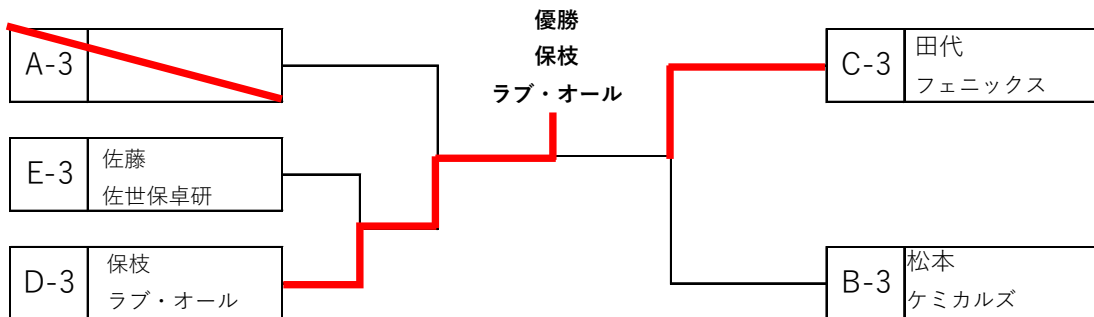 優勝
保枝
ラブ・オール
A-3
E-3
佐藤
佐世保卓研
D-3
保枝
ラブ・オール
C-3
田代
フェニックス
B-3
松本
ケミカルズ